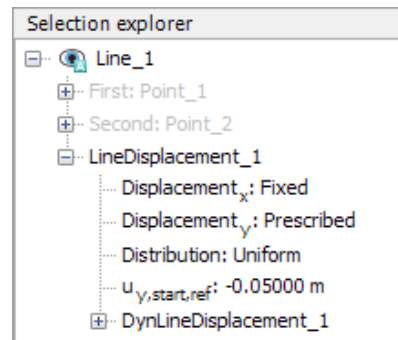 Selection explorer
Line_1
First: Point_1
Second: Point_2
LineDisplacement_1
Displacementx: Fixed
Displacementy: Prescribed
Distribution: Uniform
uy,start,ref: -0.05000 m
DynLineDisplacement_1